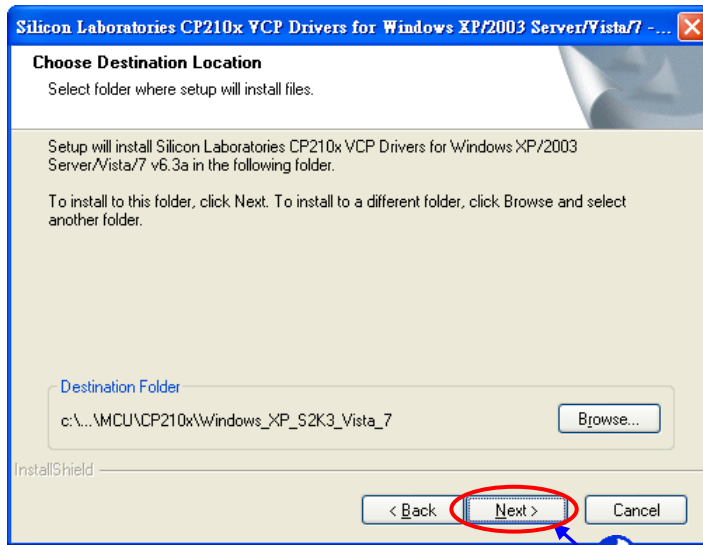 Silicon Laboratories CP210x VCP Drivers for Windows XP/2003 Server/Vista/7 -...
Choose Destination Location
Select folder where setup will install files.
Setup will install Silicon Laboratories CP210x VCP Drivers for Windows XP/2003
Server/Vista/7 v6.3a in the following folder.
To install to this folder, click Next. To install to a different folder, click Browse and select
another folder.
Destination Folder
c:\...\MCU\CP210x\Windows_XP_S2K3_Vista_7
Browse...
InstallShield
< Back
Next >
Cancel